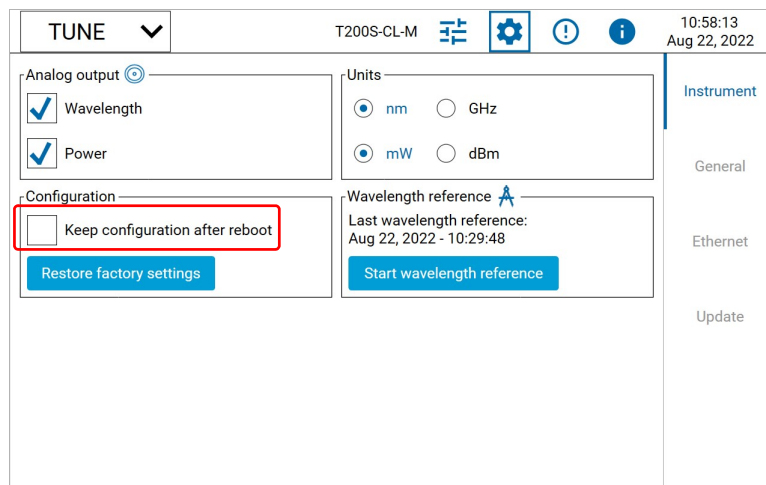 TUNE
T200S-CL-M
10:58:13
Aug 22, 2022
Analog output
Wavelength
Power
Units
nm
GHz
mW
dBm
Configuration
Keep configuration after reboot
Restore factory settings
Wavelength reference
Last wavelength reference:
Aug 22, 2022 - 10:29:48
Start wavelength reference
Instrument
General
Ethernet
Update